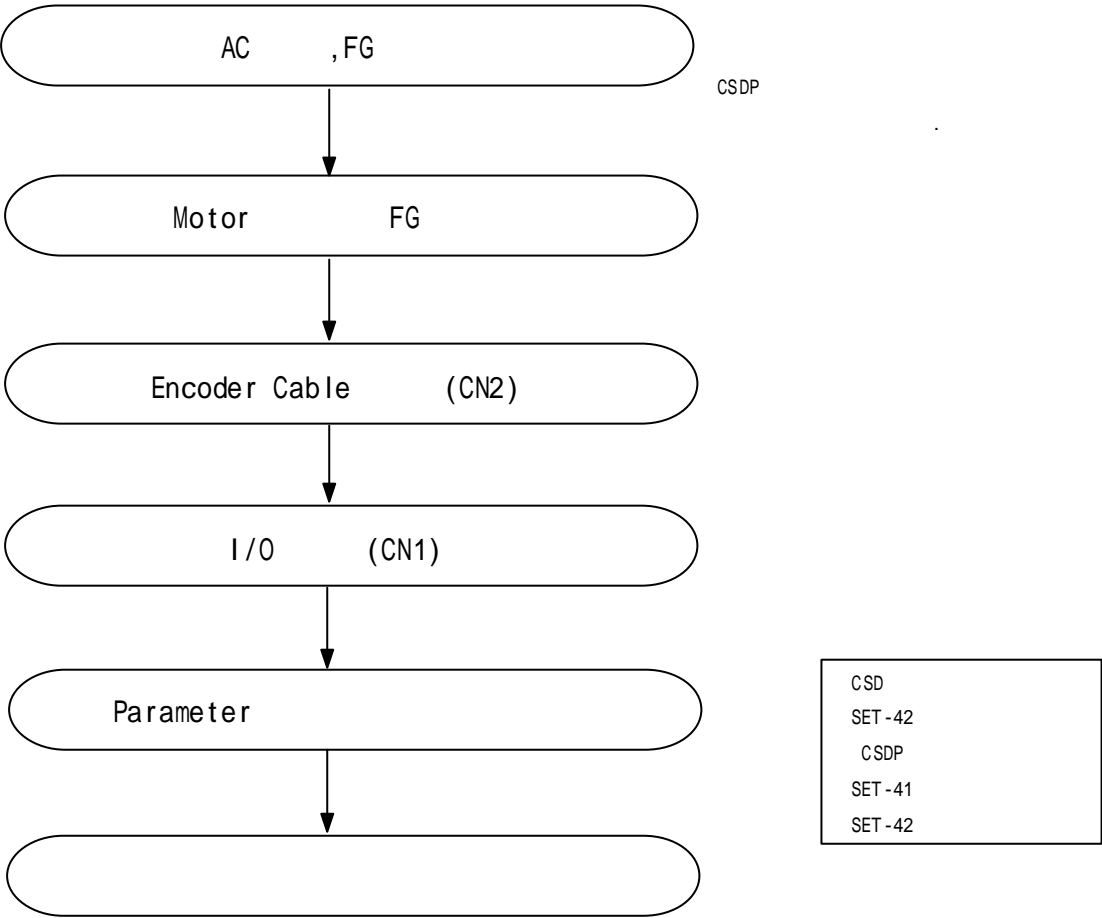 AC ,FG
CSDP
.
Motor FG
Encoder Cable (CN2)
I/O (CN1)
Parameter
CSD
SET-42
CSDP
SET-41
SET-42